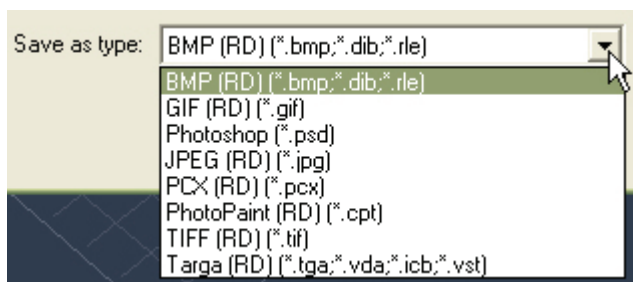 Save as type: BMP (RD) (*.bmp;*.dib;*.rle)
BMP (RD) (*.bmp;*.dib;*.rle)
GIF (RD) (*.gif)
Photoshop (*.psd)
JPEG (RD) (*.jpg)
PCX (RD) (*.pcx)
PhotoPaint (RD) (*.cpt)
TIFF (RD) (*.tif)
Targa (RD) (*.tga;*.vda;*.icb;*.vst)